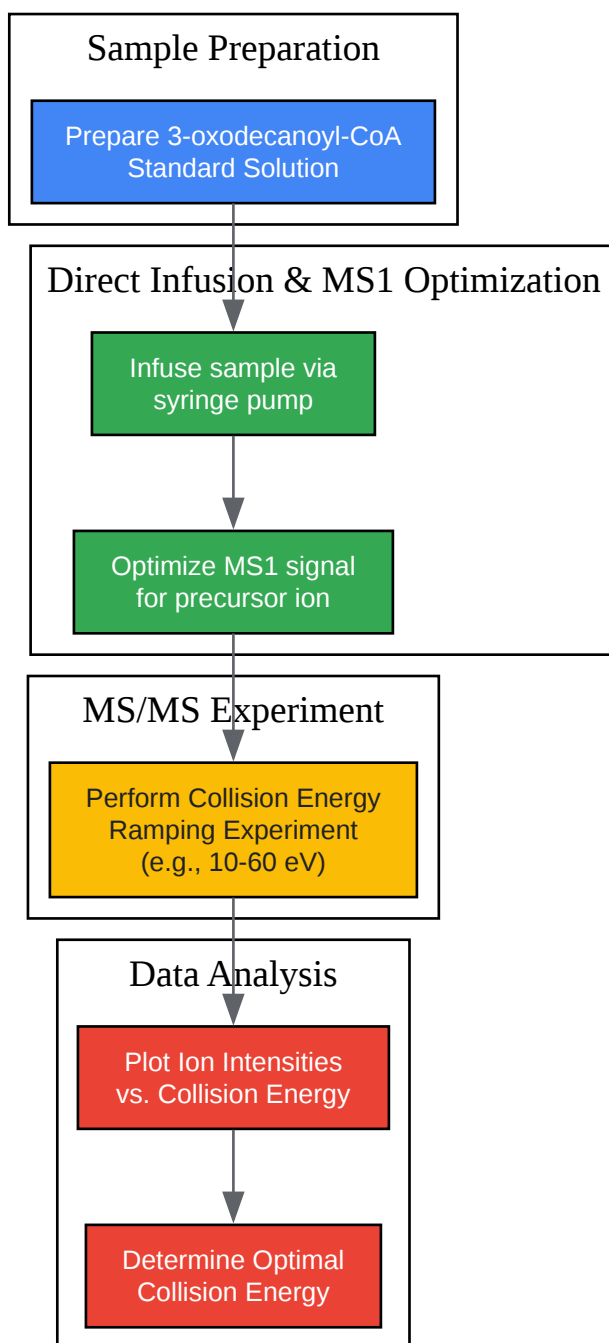 Sample Preparation
Prepare 3-oxodecanoyl-CoA
Standard Solution
Direct Infusion & MS1 Optimization
Infuse sample via
syringe pump
Optimize MS1 signal
for precursor ion
MS/MS Experiment
Perform Collision Energy
Ramping Experiment
(e.g., 10-60 eV)
Data Analysis
Plot Ion Intensities
vs. Collision Energy
Determine Optimal
Collision Energy